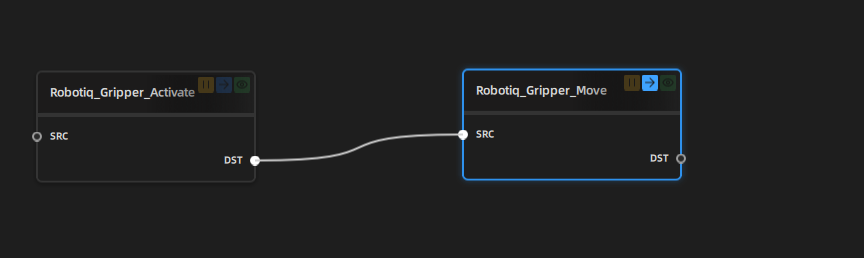 Robotiq_Gripper_Activate
SRC
DST
Robotiq_Gripper_Move
SRC
DST